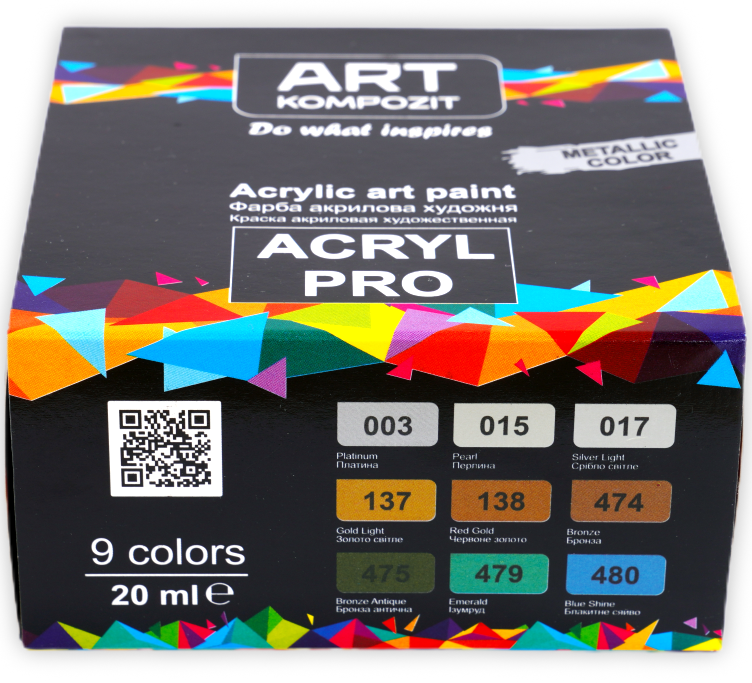 ART
KOMPOZIT
Do what inspires
METALLIC
COLOR
Acrylic art paint
Фарба акрилова художня
Краска акриловая художественная
ACRYL
PRO
003 015 017
Platinum Pearl Silver Light
Платина Перлина Срібло світле
137 138 474
Gold Light Red Gold Bronze
Золото світле Червоне золото Бронза
475 479 480
Bronze Antique Emerald Blue Shine
Бронза антична Ізумруд Блакитне сяйво
9 colors
20 ml ℮